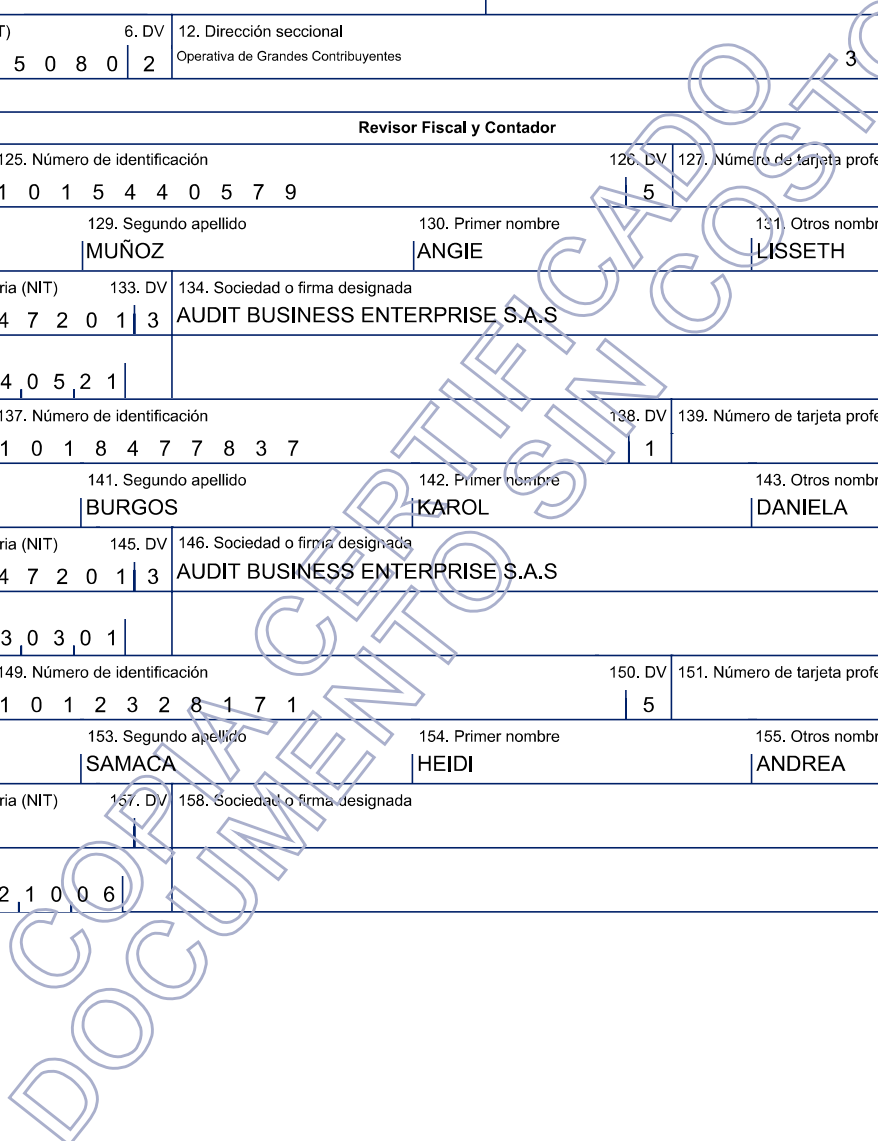 T) 6. DV 12. Dirección seccional
5 0 8 0 2 Operativa de Grandes Contribuyentes 3
Revisor Fiscal y Contador
125. Número de identificación 126. DV 127. Número de tarjeta profe
1 0 1 5 4 4 0 5 7 9 5
129. Segundo apellido 130. Primer nombre 131. Otros nombr
MUÑOZ ANGIE LISSETH
ria (NIT) 133. DV 134. Sociedad o firma designada
4 7 2 0 1 3 AUDIT BUSINESS ENTERPRISE S.A.S
4 0 5 2 1
137. Número de identificación 138. DV 139. Número de tarjeta profe
1 0 1 8 4 7 7 8 3 7 1
141. Segundo apellido 142. Primer nombre 143. Otros nombr
BURGOS KAROL DANIELA
ria (NIT) 145. DV 146. Sociedad o firma designada
4 7 2 0 1 3 AUDIT BUSINESS ENTERPRISE S.A.S
3 0 3 0 1
149. Número de identificación 150. DV 151. Número de tarjeta profe
1 0 1 2 3 2 8 1 7 1 5
153. Segundo apellido 154. Primer nombre 155. Otros nombr
SAMACA HEIDI ANDREA
ria (NIT) 157. DV 158. Sociedad o firma designada
2 1 0 0 6
COPIA CERTIFICADO
DOCUMENTO SIN COSTO